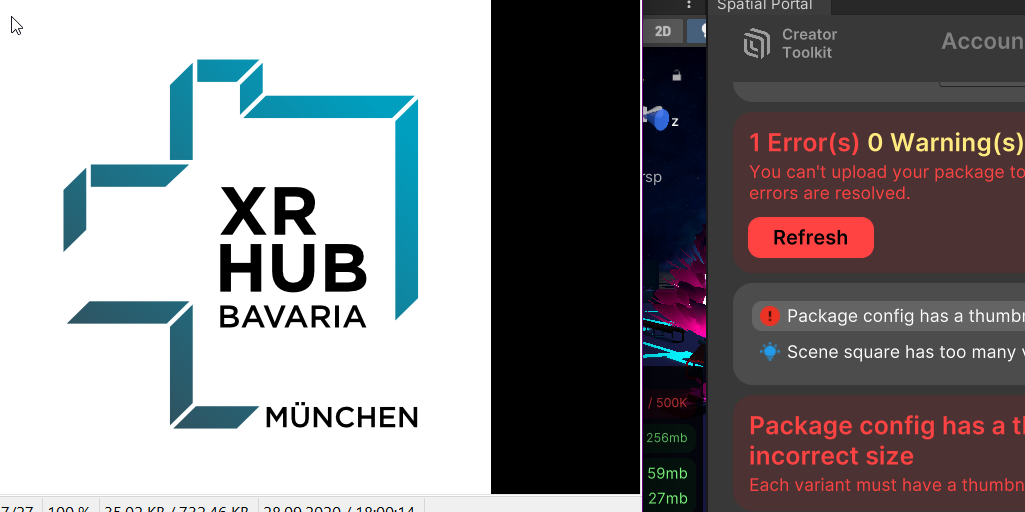 XR
HUB
BAVARIA
MÜNCHEN
7/27 100 % 35.02 KB / 732.46 KB 28.09.2020 / 18:00:14
2D
z
rsp
/ 500K
256mb
59mb
27mb
Spatial Portal
Creator
Toolkit
Accoun
1 Error(s) 0 Warning(s)
You can't upload your package to
errors are resolved.
Refresh
Package config has a thumbn
Scene square has too many v
Package config has a th
incorrect size
Each variant must have a thumbn